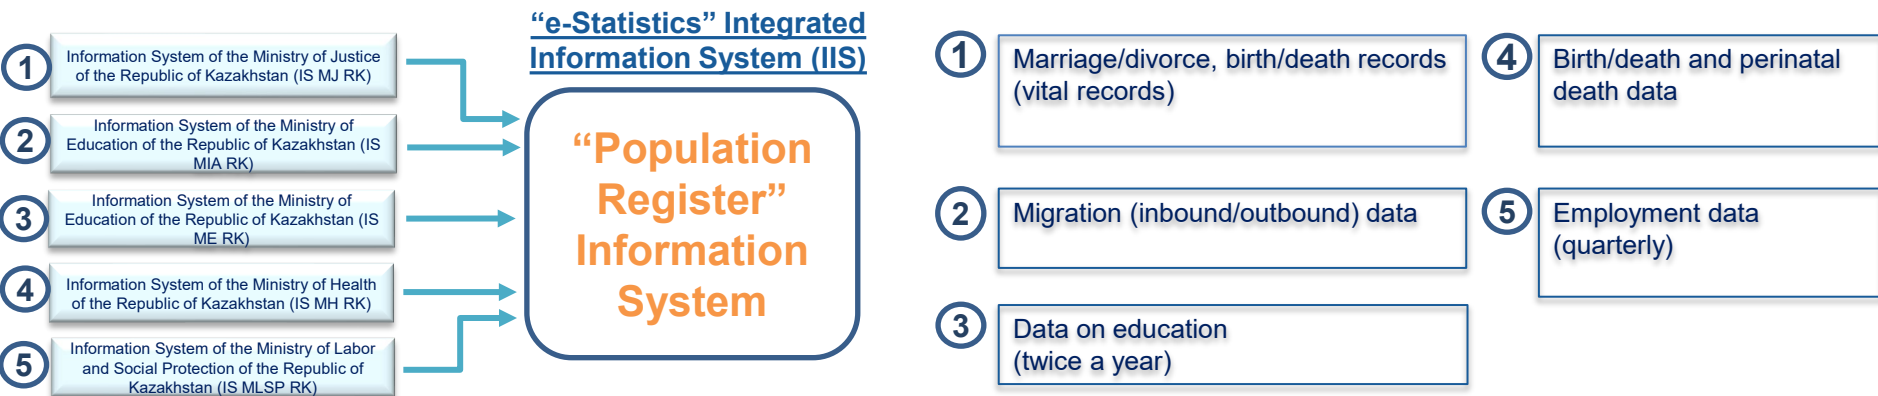 “e-Statistics” Integrated
Information System (IIS)
1
Information System of the Ministry of Justice
of the Republic of Kazakhstan (IS MJ RK)
2
Information System of the Ministry of
Education of the Republic of Kazakhstan (IS
MIA RK)
3
Information System of the Ministry of
Education of the Republic of Kazakhstan (IS
ME RK)
4
Information System of the Ministry of Health
of the Republic of Kazakhstan (IS MH RK)
5
Information System of the Ministry of Labor
and Social Protection of the Republic of
Kazakhstan (IS MLSP RK)
“Population
Register”
Information
System
1
Marriage/divorce, birth/death records
(vital records)
2
Migration (inbound/outbound) data
3
Data on education
(twice a year)
4
Birth/death and perinatal
death data
5
Employment data
(quarterly)